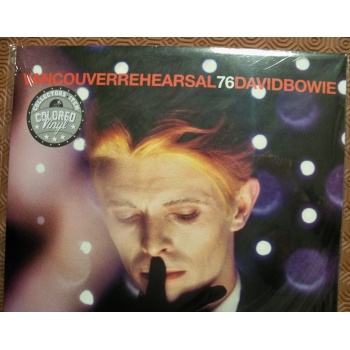 VANCOUVERREHEARSAL76DAVIDBOWIE
COLLECTORS ITEM
COLORED
Vinyl